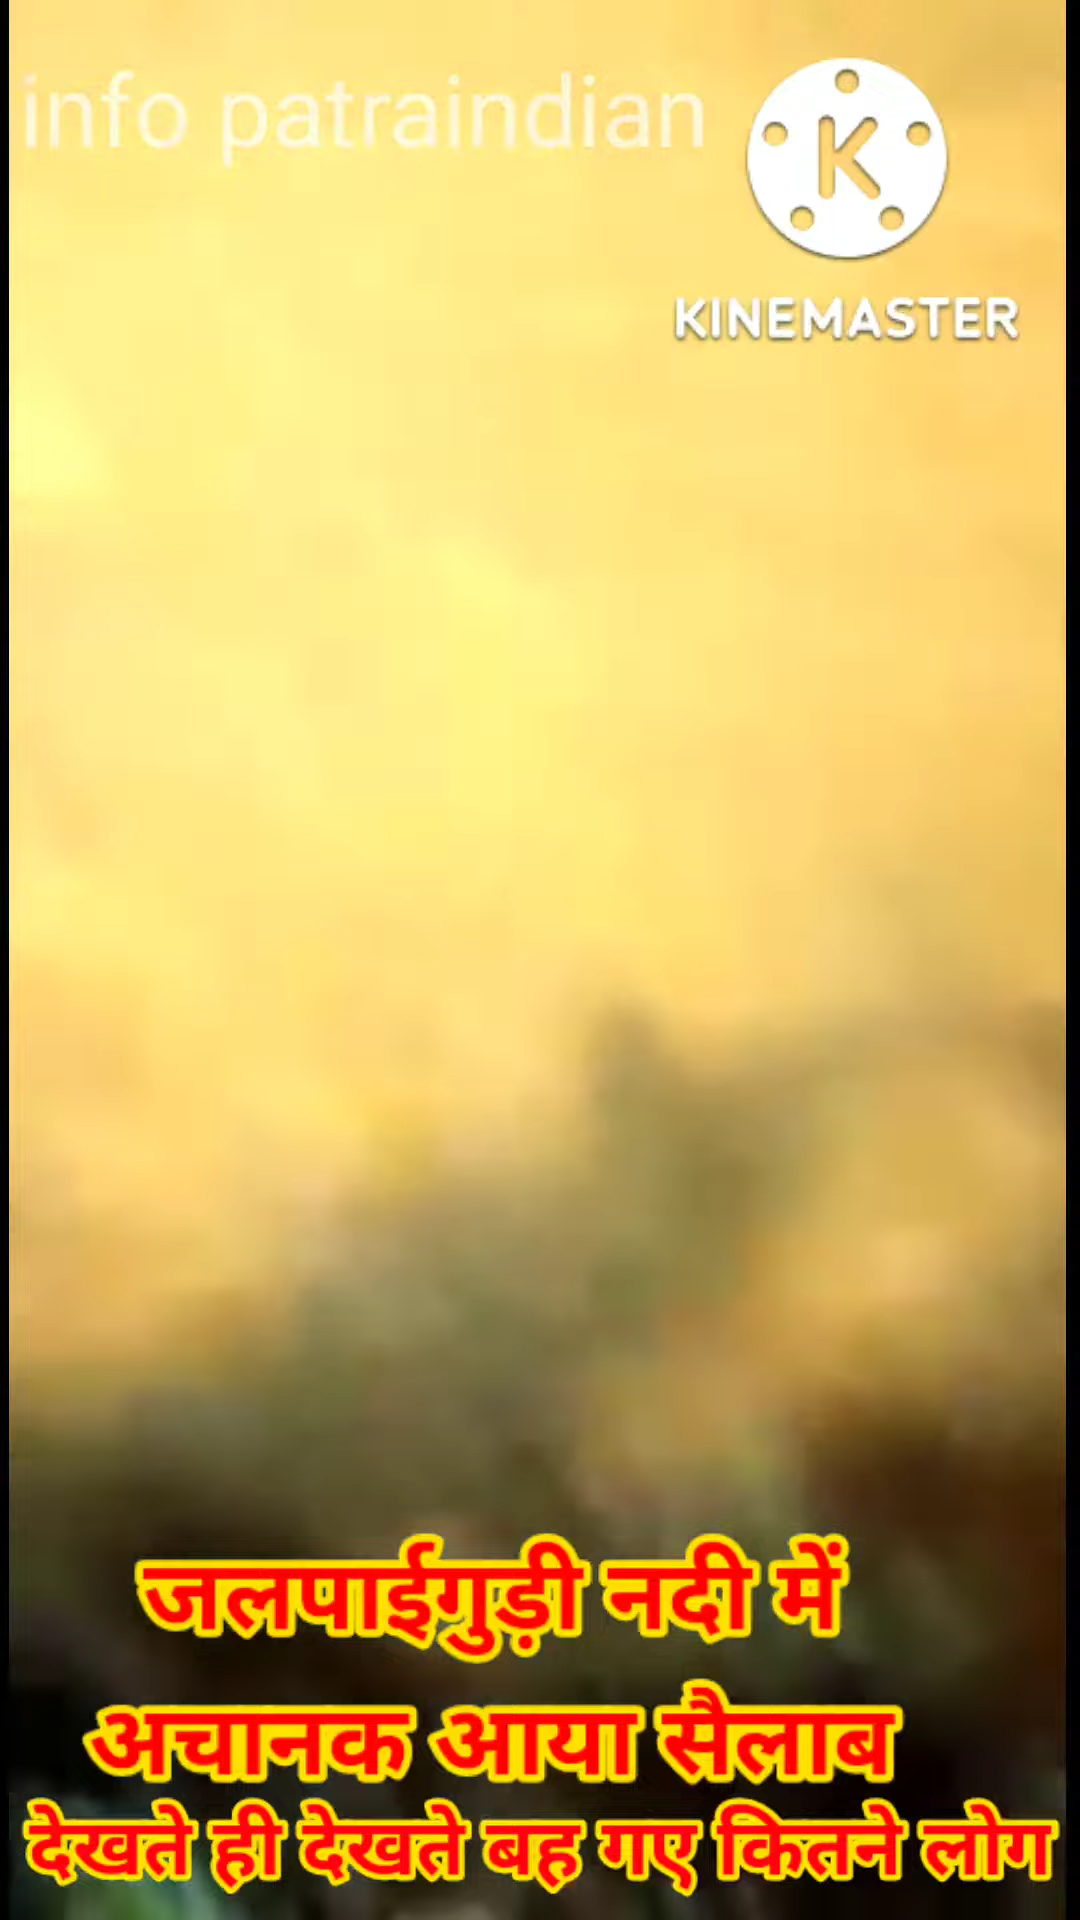 info patraindian
K
KINEMASTER
जलपाईगुड़ी नदी में
अचानक आया सैलाब
देखते ही देखते बह गए कितने लोग